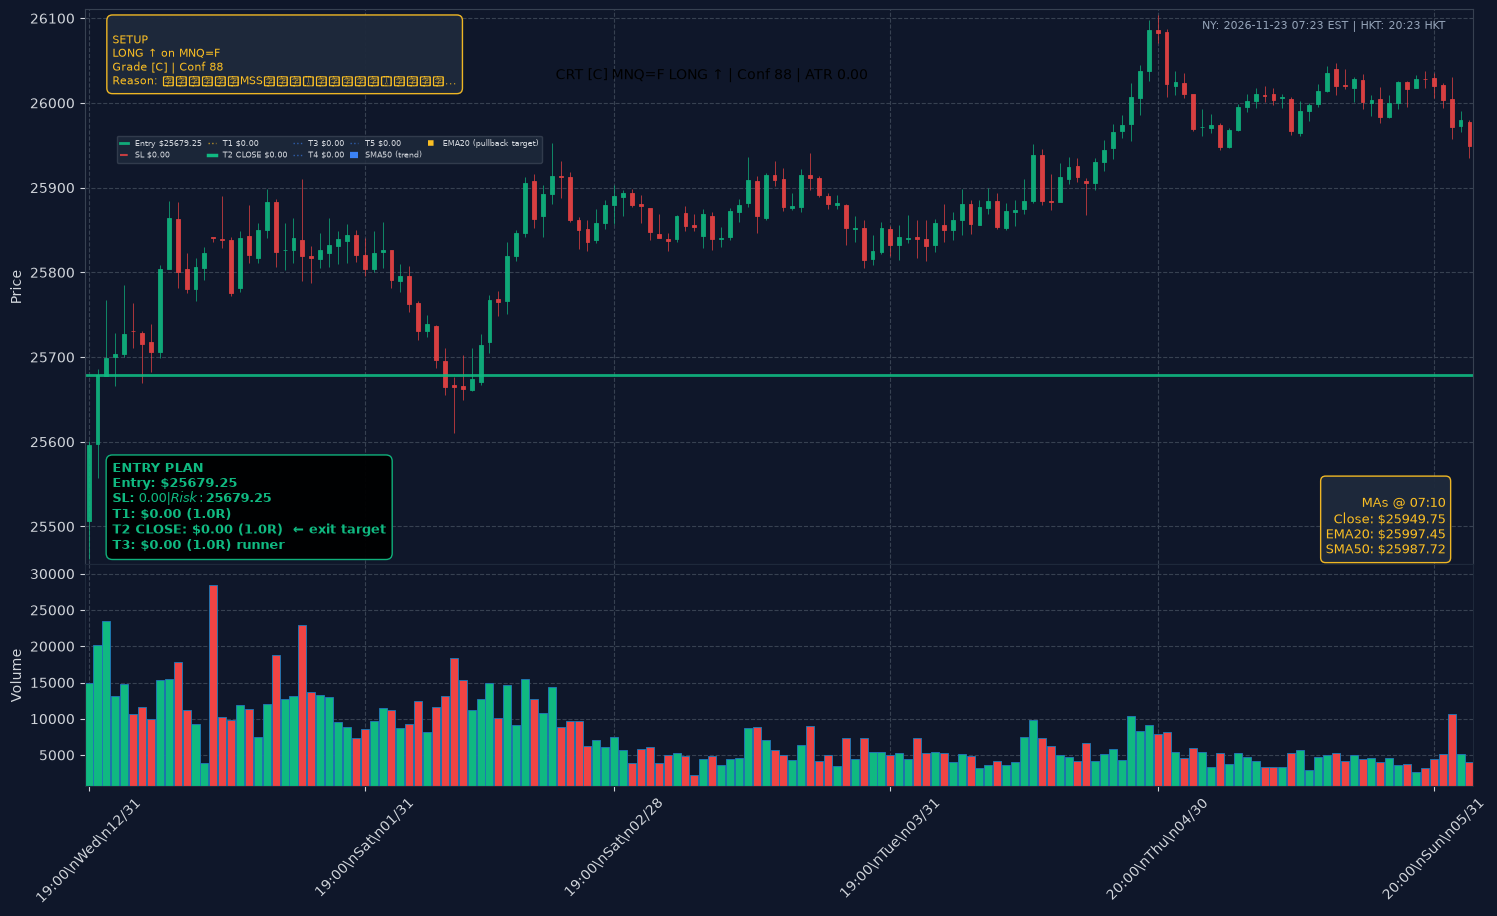 26100
26000
25900
25800
25700
25600
25500
Price
SETUP
LONG ↑ on MNQ=F
Grade [C] | Conf 88
Reason: MSS...
CRT [C] MNQ=F LONG ↑ | Conf 88 | ATR 0.00
NY: 2026-11-23 07:23 EST | HKT: 20:23 HKT
Entry $25679.25 T1 $0.00 T3 $0.00 T5 $0.00 EMA20 (pullback target)
SL $0.00 T2 CLOSE $0.00 T4 $0.00 SMA50 (trend)
ENTRY PLAN
Entry: $25679.25
SL: 0.00|Risk:25679.25
T1: $0.00 (1.0R)
T2 CLOSE: $0.00 (1.0R) ← exit target
T3: $0.00 (1.0R) runner
MAs @ 07:10
Close: $25949.75
EMA20: $25997.45
SMA50: $25987.72
30000
25000
20000
15000
10000
5000
Volume
19:00\nWed\n12/31
19:00\nSat\n01/31
19:00\nSat\n02/28
19:00\nTue\n03/31
20:00\nThu\n04/30
20:00\nSun\n05/31